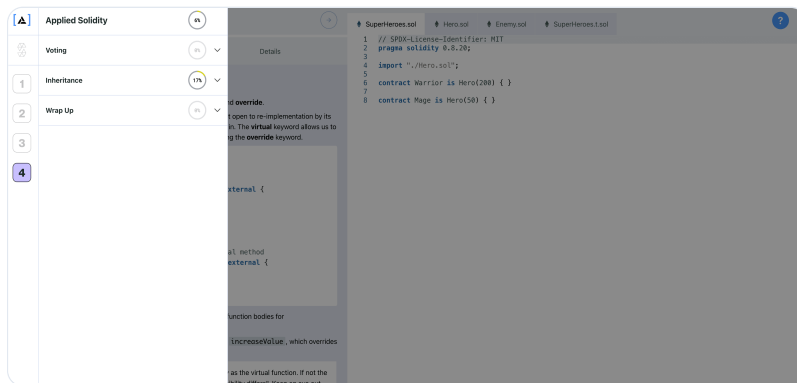 Applied Solidity
6%
Voting
0%
Inheritance
17%
Wrap Up
0%
1
2
3
4
Details
nd override.
t open to re-implementation by its
in. The virtual keyword allows us to
g the override keyword.
xternal {
al method
external {
function bodies for
increaseValue , which overrides
as the virtual function. If not the
SuperHeroes.sol
Hero.sol
Enemy.sol
SuperHeroes.t.sol
?
1 // SPDX-License-Identifier: MIT
2 pragma solidity 0.8.20;
3
4 import "./Hero.sol";
5
6 contract Warrior is Hero(200) { }
7
8 contract Mage is Hero(50) { }